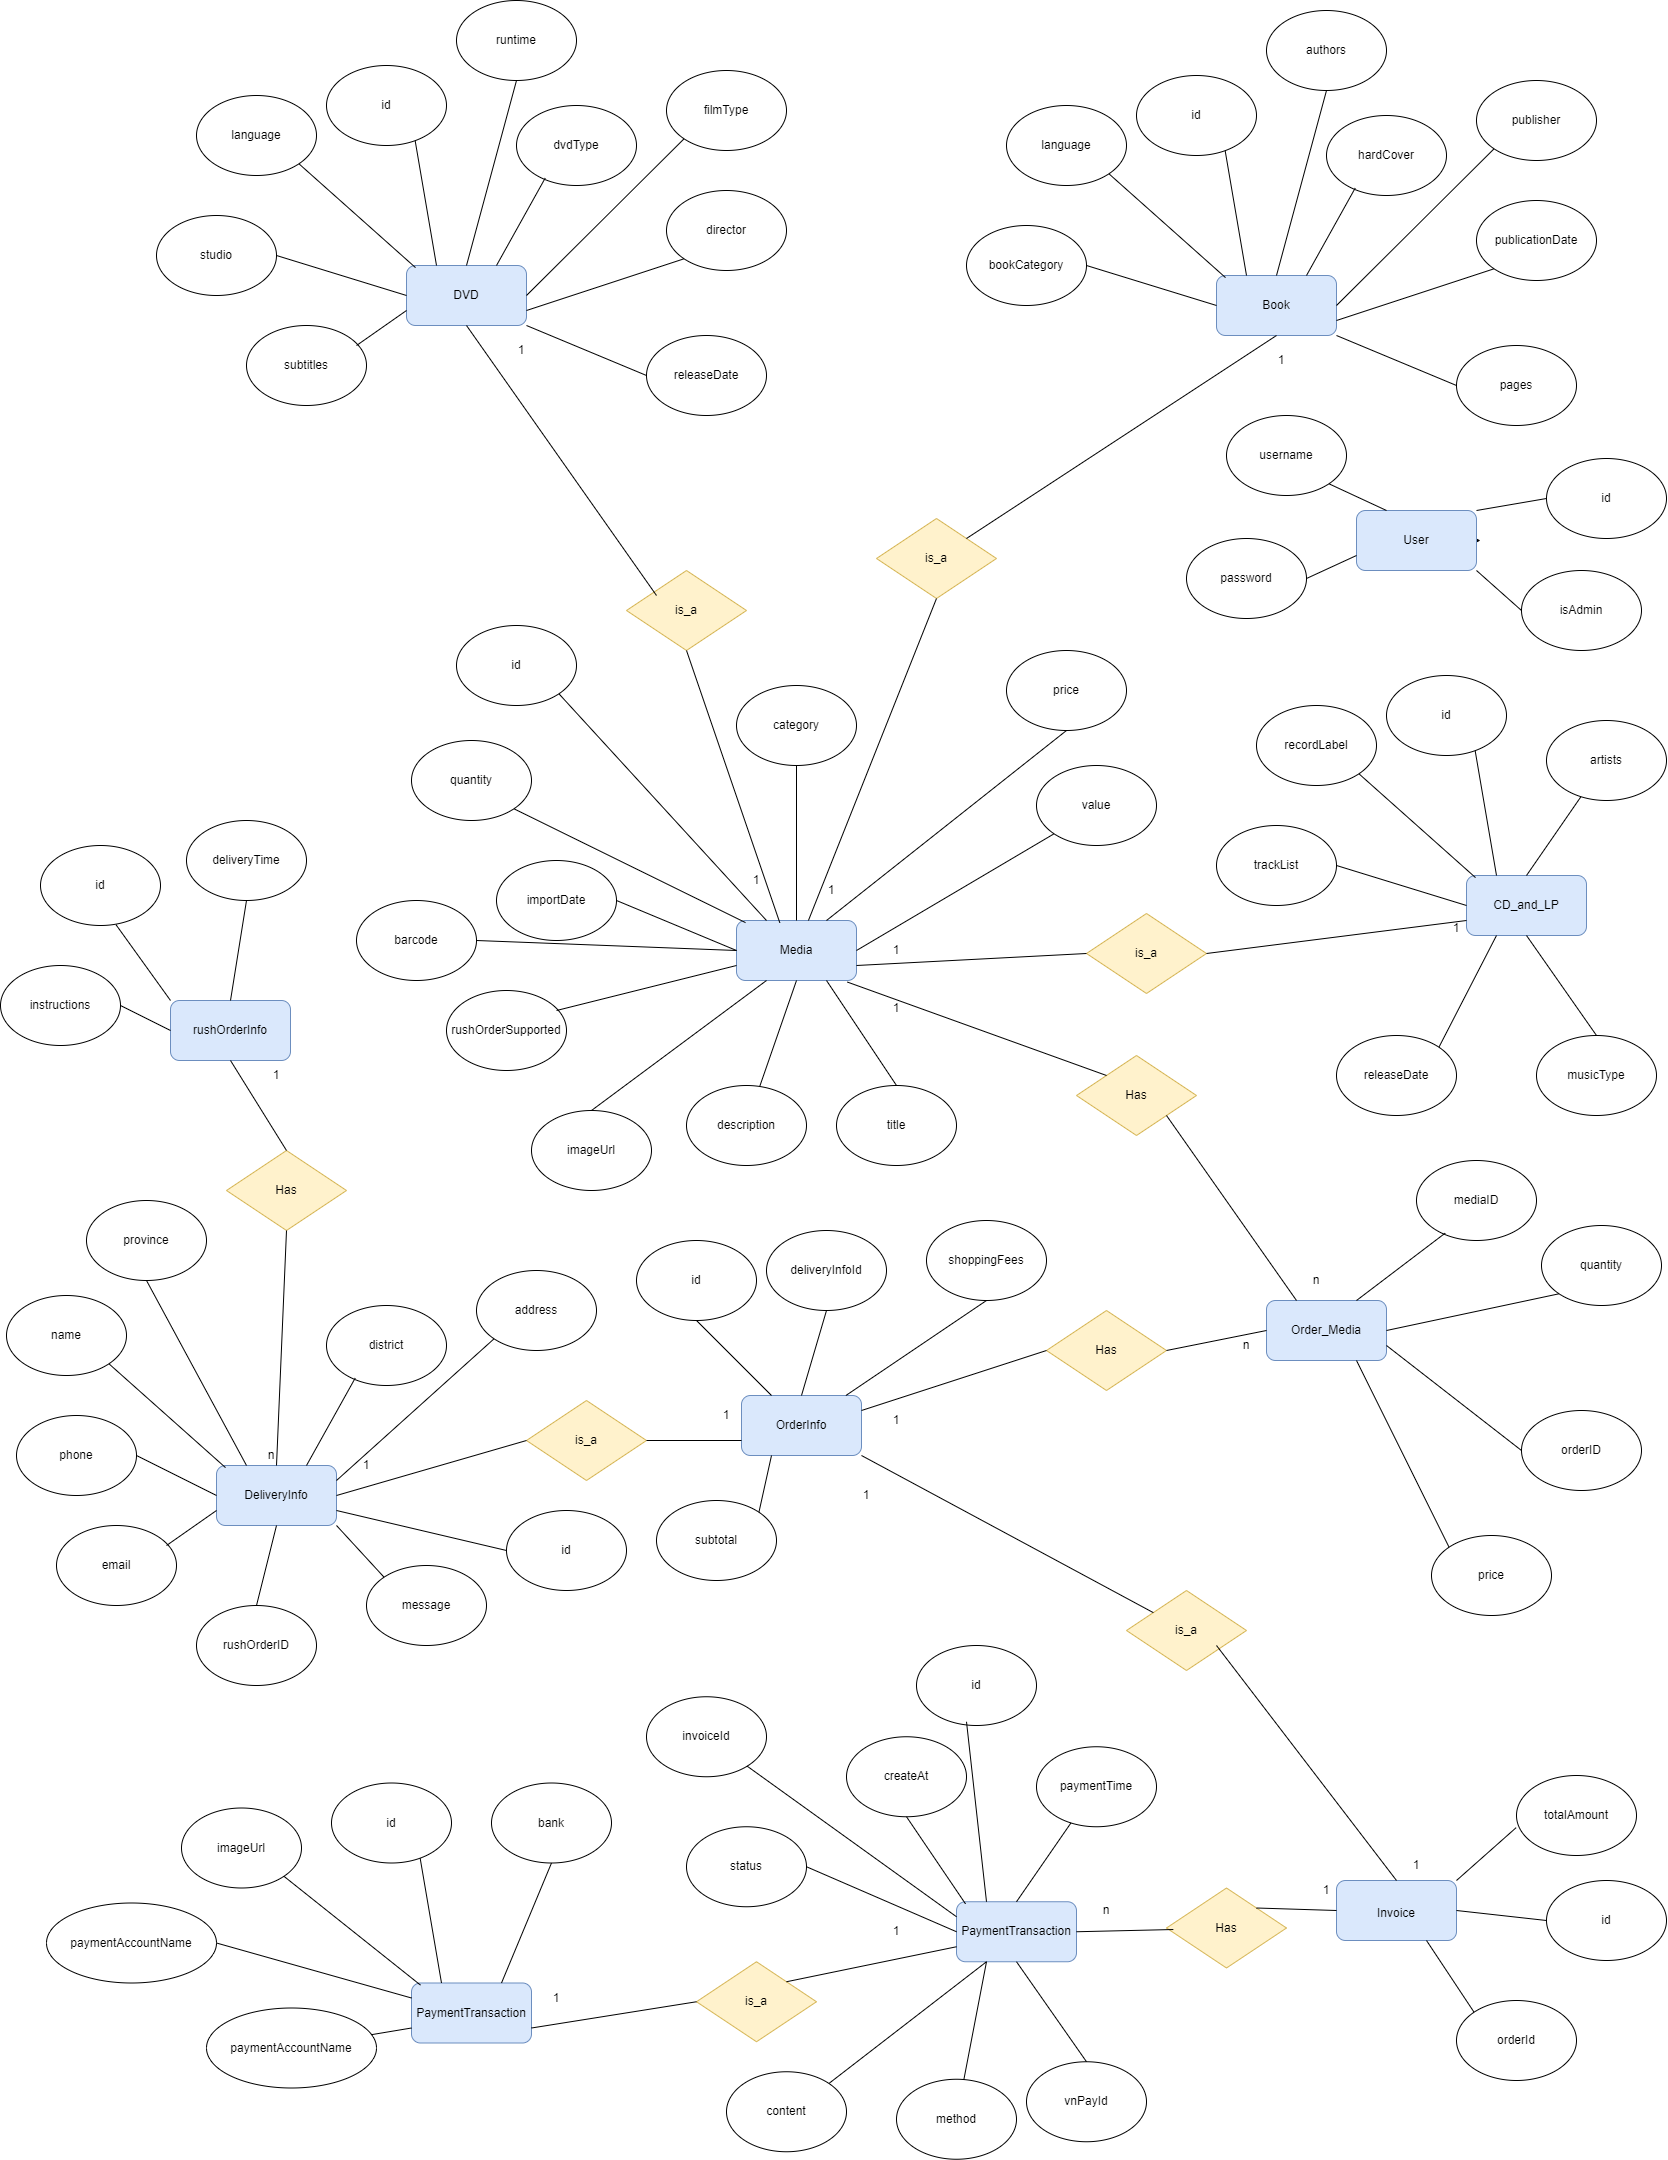 runtime
authors
id
filmType
language
dvdType
id
publisher
language
hardCover
studio
director
DVD
bookCategory
publicationDate
Book
subtitles
1
releaseDate
1
pages
username
id
User
is_a
password
is_a
isAdmin
id
category
price
quantity
value
recordLabel
id
artists
id
deliveryTime
importDate
barcode
1
1
trackList
CD_and_LP
1
Media
1
is_a
instructions
rushOrderInfo
rushOrderSupported
1
1
Has
releaseDate
musicType
imageUrl
description
title
Has
province
mediaID
name
district
address
id
deliveryInfoId
shoppingFees
quantity
n
Order_Media
Has
n
phone
n
1
is_a
1
OrderInfo
1
DeliveryInfo
1
orderID
email
id
subtotal
message
price
rushOrderID
is_a
id
invoiceId
createAt
paymentTime
imageUrl
id
bank
status
totalAmount
1
paymentAccountName
1
PaymentTransaction
n
Has
1
Invoice
id
PaymentTransaction
1
is_a
paymentAccountName
orderId
content
method
vnPayId